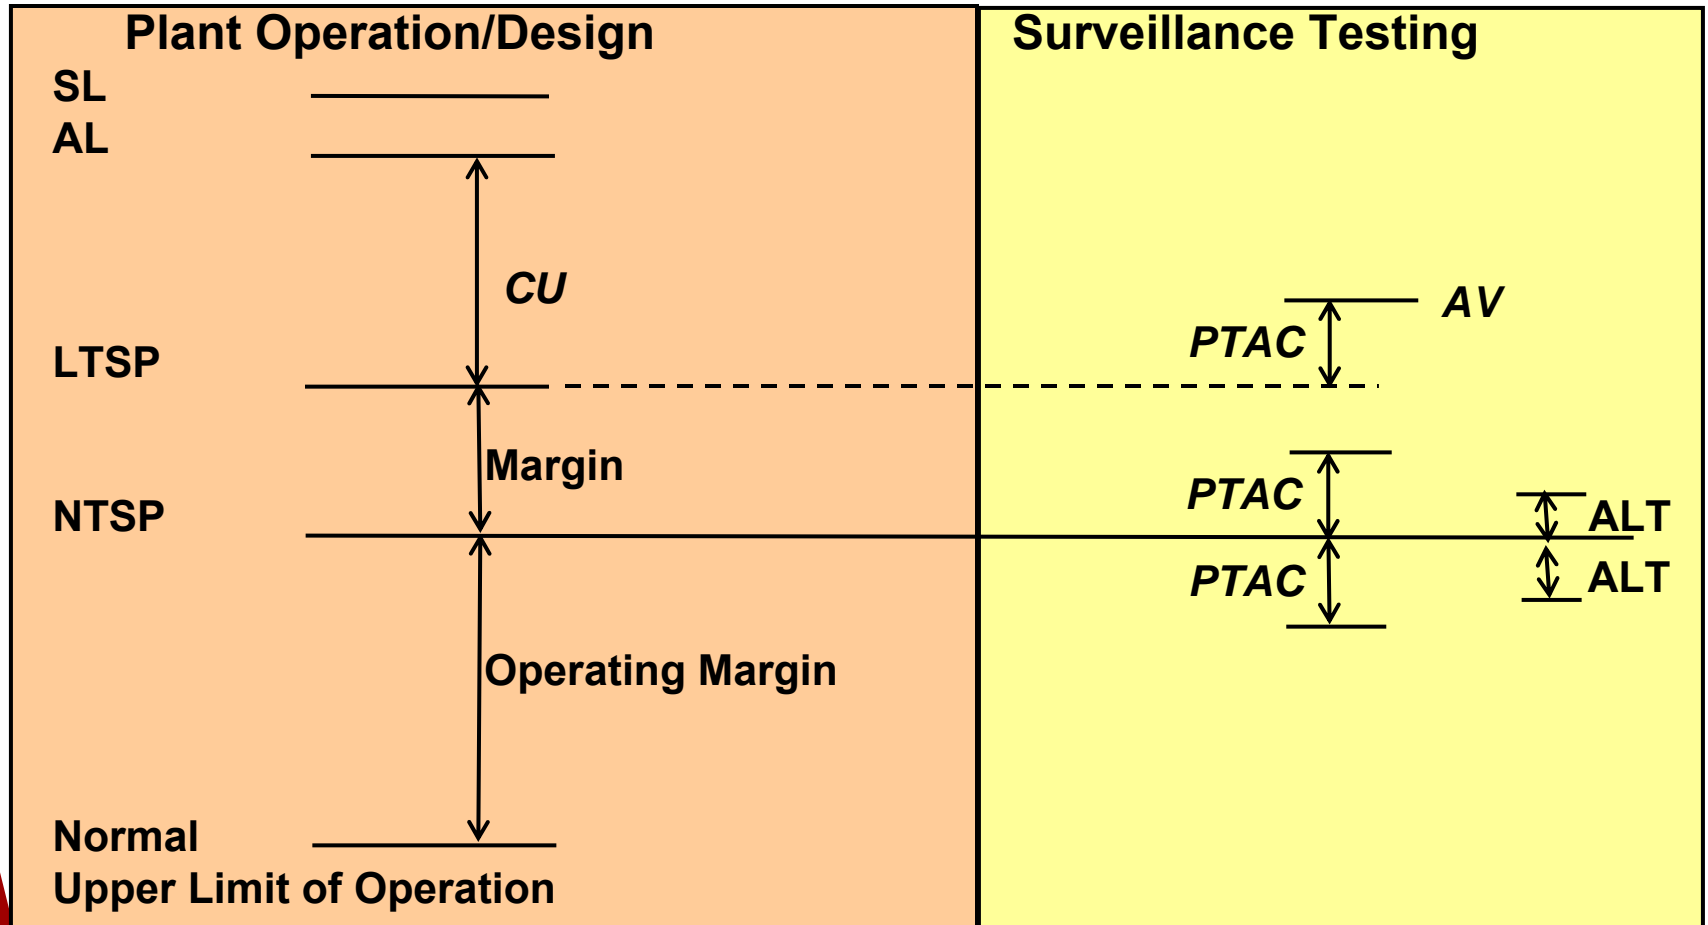 Plant Operation/Design
SL
AL
CU
LTSP
Margin
NTSP
Operating Margin
Normal
Upper Limit of Operation
Surveillance Testing
AV
PTAC
PTAC
ALT
PTAC
ALT